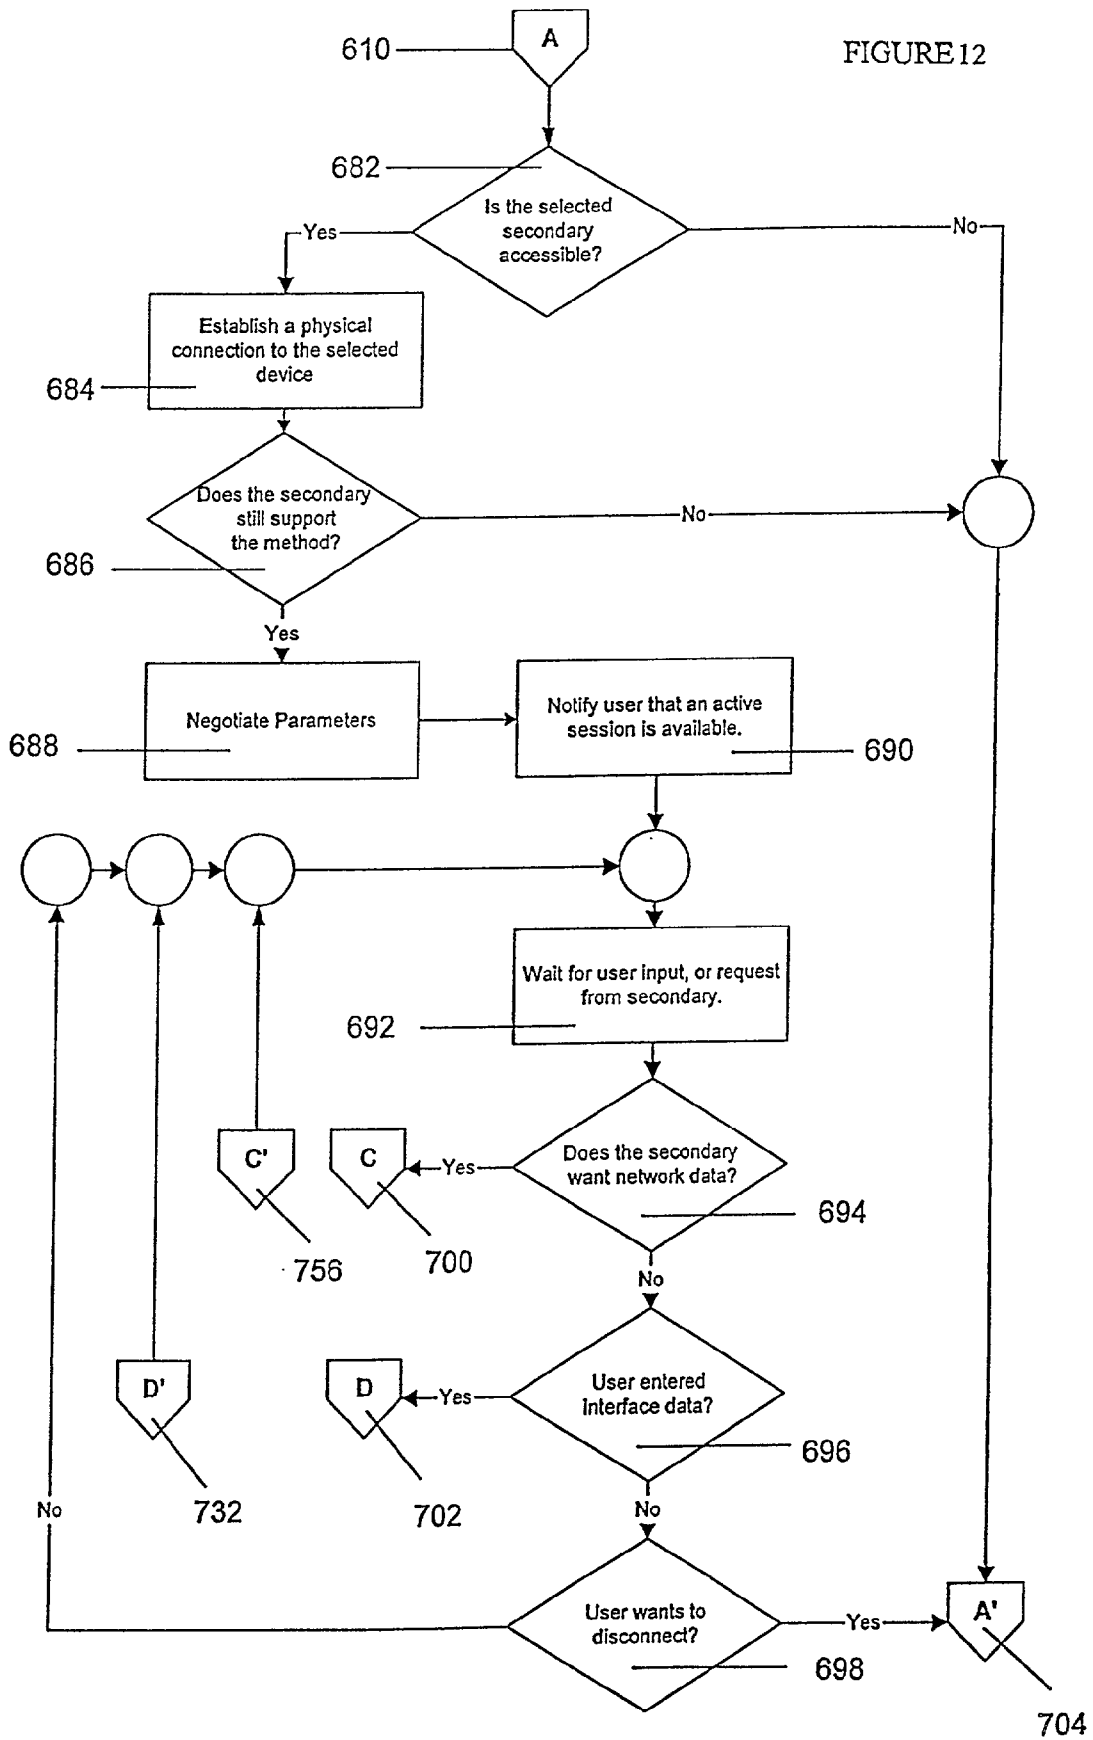 A
610
FIGURE 12
682
Is the selected
secondary
accessible?
Yes
No
Establish a physical
connection to the selected
device
684
Does the secondary
still support
the method?
No
686
Yes
Negotiate Parameters
688
Notify user that an active
session is available.
690
Wait for user input, or request
from secondary.
692
C'
C
Yes
Does the secondary
want network data?
694
756
700
No
D'
D
Yes
User entered
interface data?
696
732
702
No
No
User wants to
disconnect?
Yes
A'
698
704